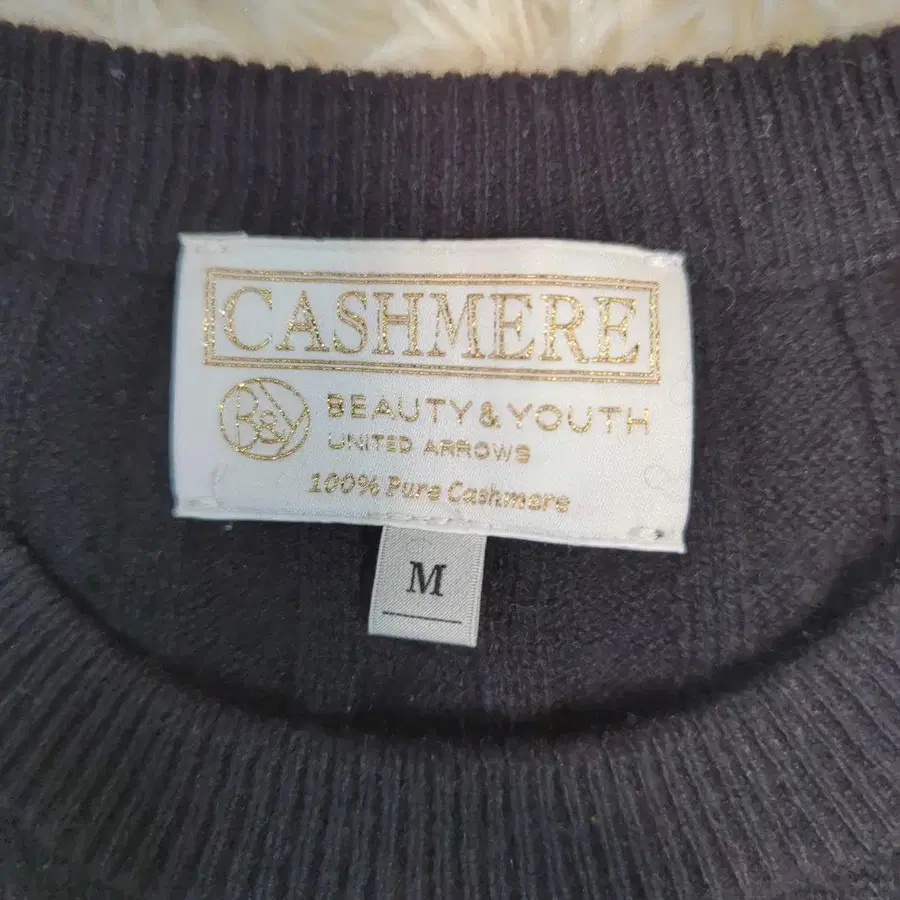 CASHMERE
B&Y
BEAUTY & YOUTH
UNITED ARROWS
100% Pure Cashmere
M